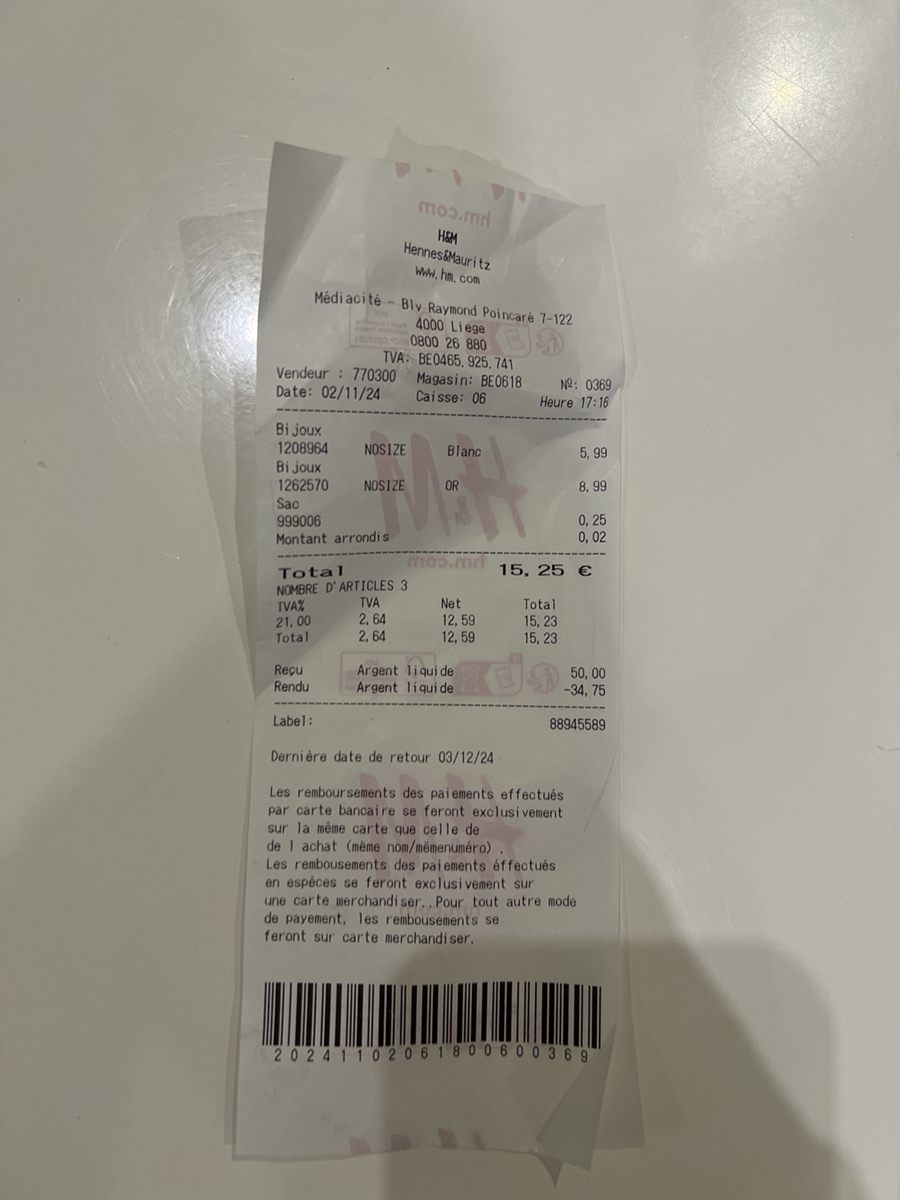 hm.com
H&M
Hennes&Mauritz
www.hm.com
Médiacité - Blv Raymond Poincaré 7-122
4000 Liege
0800 26 880
TVA: BE0465.925.741
Vendeur : 770300 Magasin: BE0618 Nº: 0369
Date: 02/11/24 Caisse: 06 Heure 17:16
Bijoux
1208964 NOSIZE Blanc 5,99
Bijoux
1262570 NOSIZE OR 8,99
Sac
999006 0,25
Montant arrondis 0,02
H&M
hm.com
Total 15,25 €
NOMBRE D'ARTICLES 3
TVA% TVA Net Total
21,00 2,64 12,59 15,23
Total 2,64 12,59 15,23
Reçu Argent liquide 50,00
Rendu Argent liquide -34,75
Label: 88945589
Dernière date de retour 03/12/24
Les remboursements des paiements effectués
par carte bancaire se feront exclusivement
sur la même carte que celle de
de l achat (même nom/mêmenuméro) .
Les rembousements des paiements éffectués
en espèces se feront exclusivement sur
une carte merchandiser..Pour tout autre mode
de payement, les rembousements se
feront sur carte merchandiser.
20241102061800600369